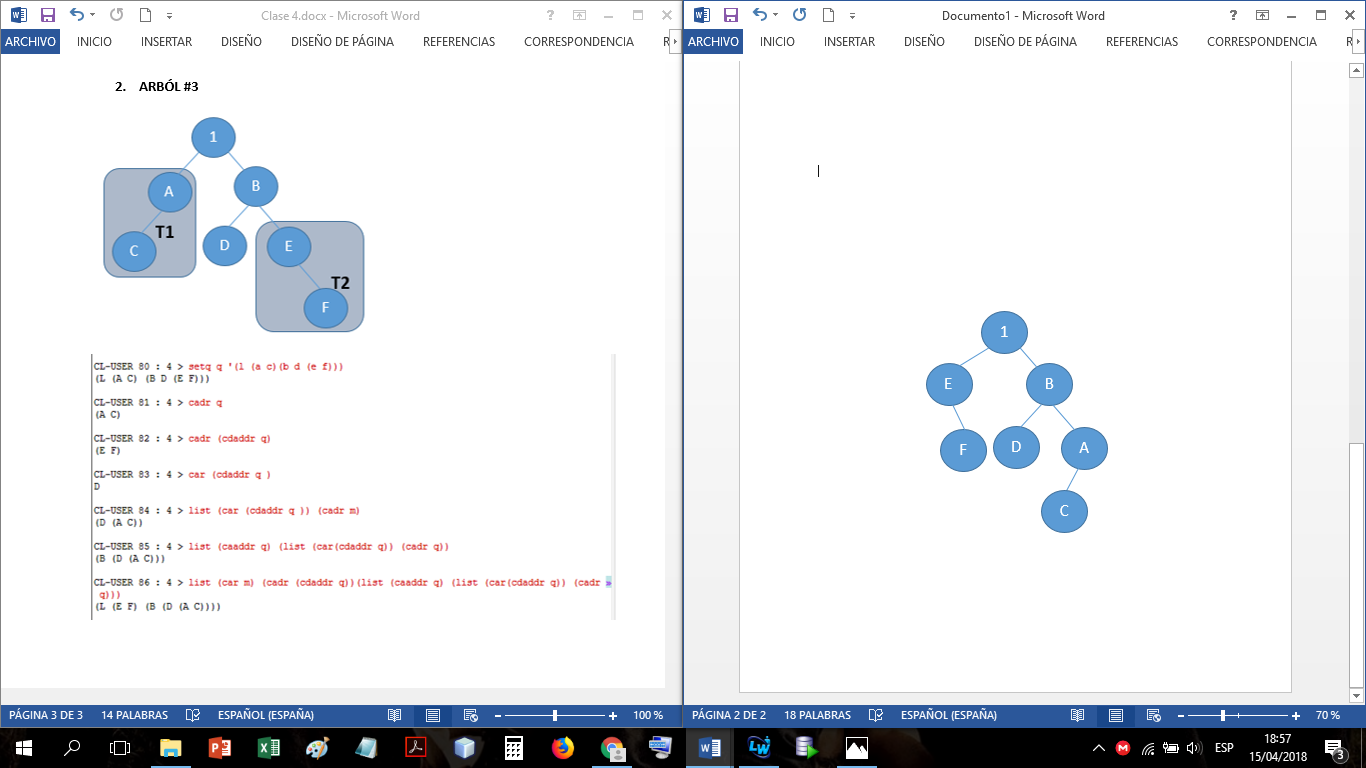 Clase 4.docx - Microsoft Word
ARCHIVO INICIO INSERTAR DISEÑO DISEÑO DE PÁGINA REFERENCIAS CORRESPONDENCIA R
2. ARBÓL #3
1
A B
T1
C D E
T2
F
CL-USER 80 : 4 > setq q '(l (a c)(b d (e f)))
(L (A C) (B D (E F)))
CL-USER 81 : 4 > cadr q
(A C)
CL-USER 82 : 4 > cadr (cdaddr q)
(E F)
CL-USER 83 : 4 > car (cdaddr q )
D
CL-USER 84 : 4 > list (car (cdaddr q )) (cadr m)
(D (A C))
CL-USER 85 : 4 > list (caaddr q) (list (car(cdaddr q)) (cadr q))
(B (D (A C)))
CL-USER 86 : 4 > list (car m) (cadr (cdaddr q))(list (caaddr q) (list (car(cdaddr q)) (cadr »
q)))
(L (E F) (B (D (A C))))
PÁGINA 3 DE 3 14 PALABRAS ESPAÑOL (ESPAÑA) 100 %
Documento1 - Microsoft Word
ARCHIVO INICIO INSERTAR DISEÑO DISEÑO DE PÁGINA REFERENCIAS CORRESPONDENCIA R
1
E B
F D A
C
PÁGINA 2 DE 2 18 PALABRAS ESPAÑOL (ESPAÑA) 70 %
ESP
18:57
15/04/2018
3